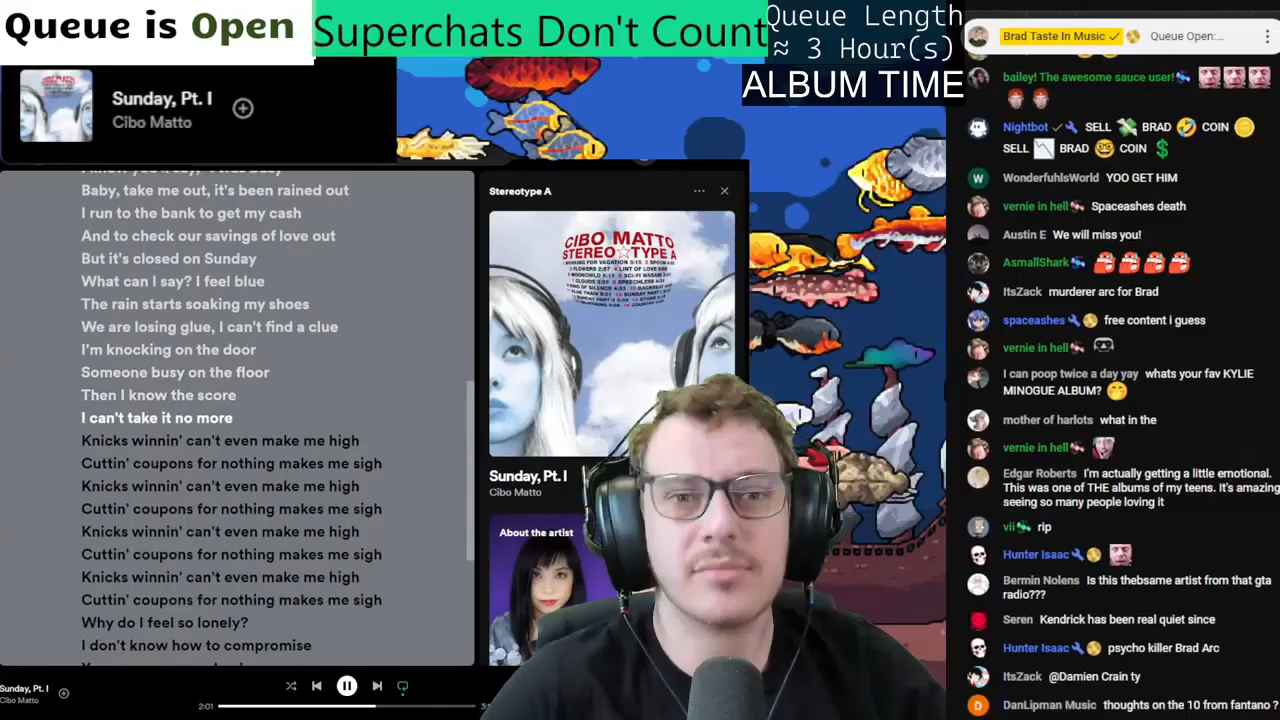 Queue is Open
Superchats Don't Count
Queue Length
≈ 3 Hour(s)
ALBUM TIME
Sunday, Pt. I
Cibo Matto
Baby, take me out, it's been rained out
I run to the bank to get my cash
And to check our savings of love out
But it's closed on Sunday
What can I say? I feel blue
The rain starts soaking my shoes
We are losing glue, I can't find a clue
I'm knocking on the door
Someone busy on the floor
Then I know the score
I can't take it no more
Knicks winnin' can't even make me high
Cuttin' coupons for nothing makes me sigh
Knicks winnin' can't even make me high
Cuttin' coupons for nothing makes me sigh
Knicks winnin' can't even make me high
Cuttin' coupons for nothing makes me sigh
Knicks winnin' can't even make me high
Cuttin' coupons for nothing makes me sigh
Why do I feel so lonely?
I don't know how to compromise
Stereotype A
CIBO MATTO
STEREO☆TYPE A
Sunday, Pt. I
Cibo Matto
About the artist
Sunday, Pt. I
Cibo Matto
2:01
Brad Taste In Music Queue Open:...
bailey! The awesome sauce user!
Nightbot SELL 💸 BRAD 🤣 COIN 🪙
SELL 📉 BRAD 🤓 COIN 💲
WonderfuhlsWorld YOO GET HIM
vernie in hell Spaceashes death
Austin E We will miss you!
AsmallShark
ItsZack murderer arc for Brad
spaceashes free content i guess
vernie in hell
I can poop twice a day yay whats your fav KYLIE
MINOGUE ALBUM? 🤭
mother of harlots what in the
vernie in hell
Edgar Roberts I'm actually getting a little emotional.
This was one of THE albums of my teens. It's amazing
seeing so many people loving it
vii rip
Hunter Isaac
Bermin Nolens Is this thebsame artist from that gta
radio???
Seren Kendrick has been real quiet since
Hunter Isaac psycho killer Brad Arc
ItsZack @Damien Crain ty
DanLipman Music thoughts on the 10 from fantano ?